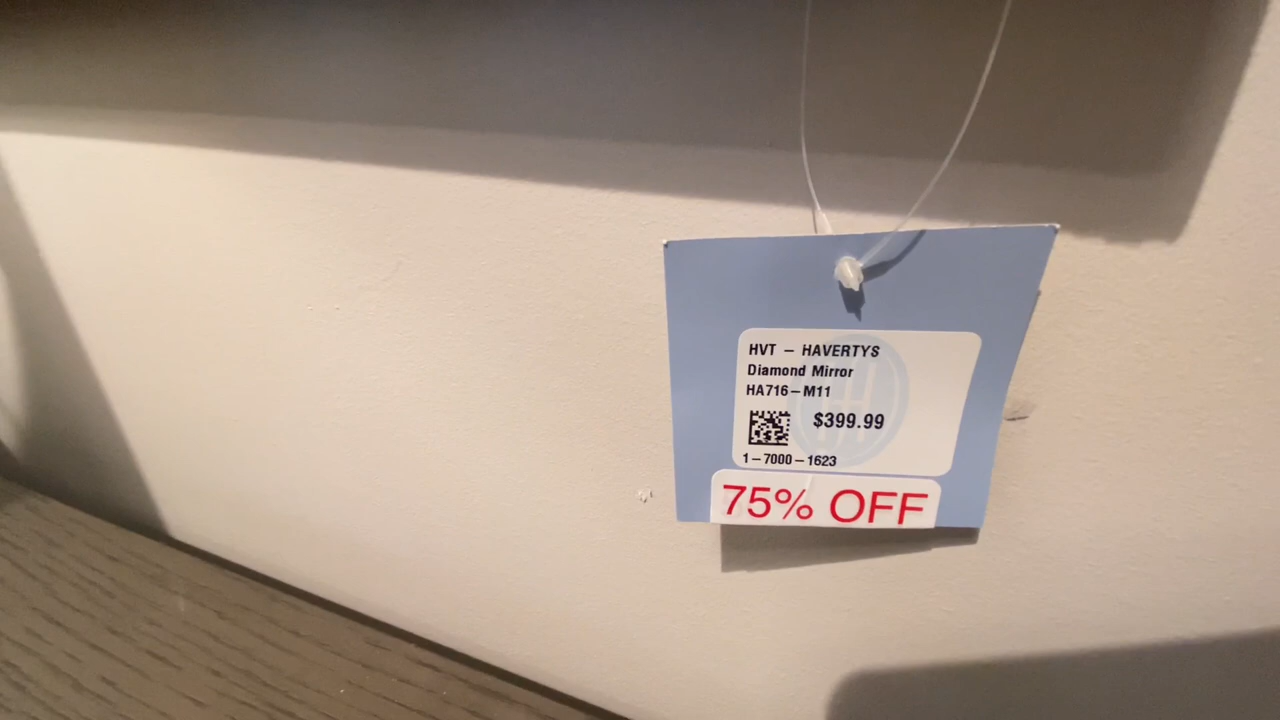 HVT – HAVERTYS
Diamond Mirror
HA716–M11
$399.99
1–7000–1623
75% OFF